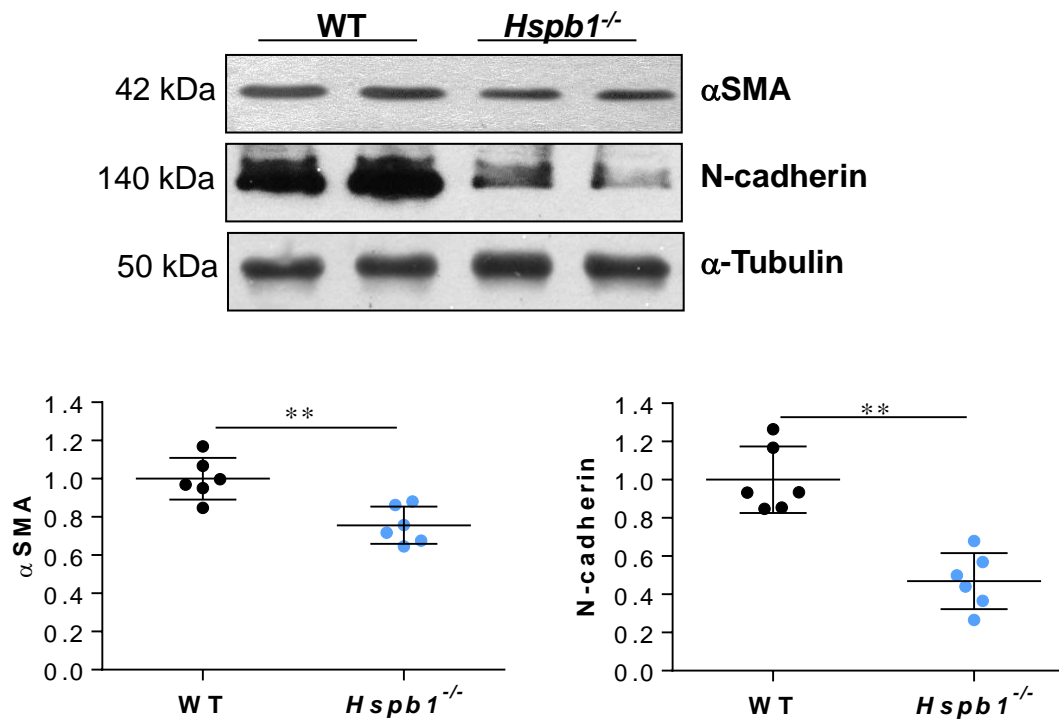 WT Hspb1-/-
42 kDa αSMA
140 kDa N-cadherin
50 kDa α-Tubulin
αSMA
1.4
1.2
1.0
0.8
0.6
0.4
0.2
0.0
**
WT Hspb1-/-
N-cadherin
1.4
1.2
1.0
0.8
0.6
0.4
0.2
0.0
**
WT Hspb1-/-